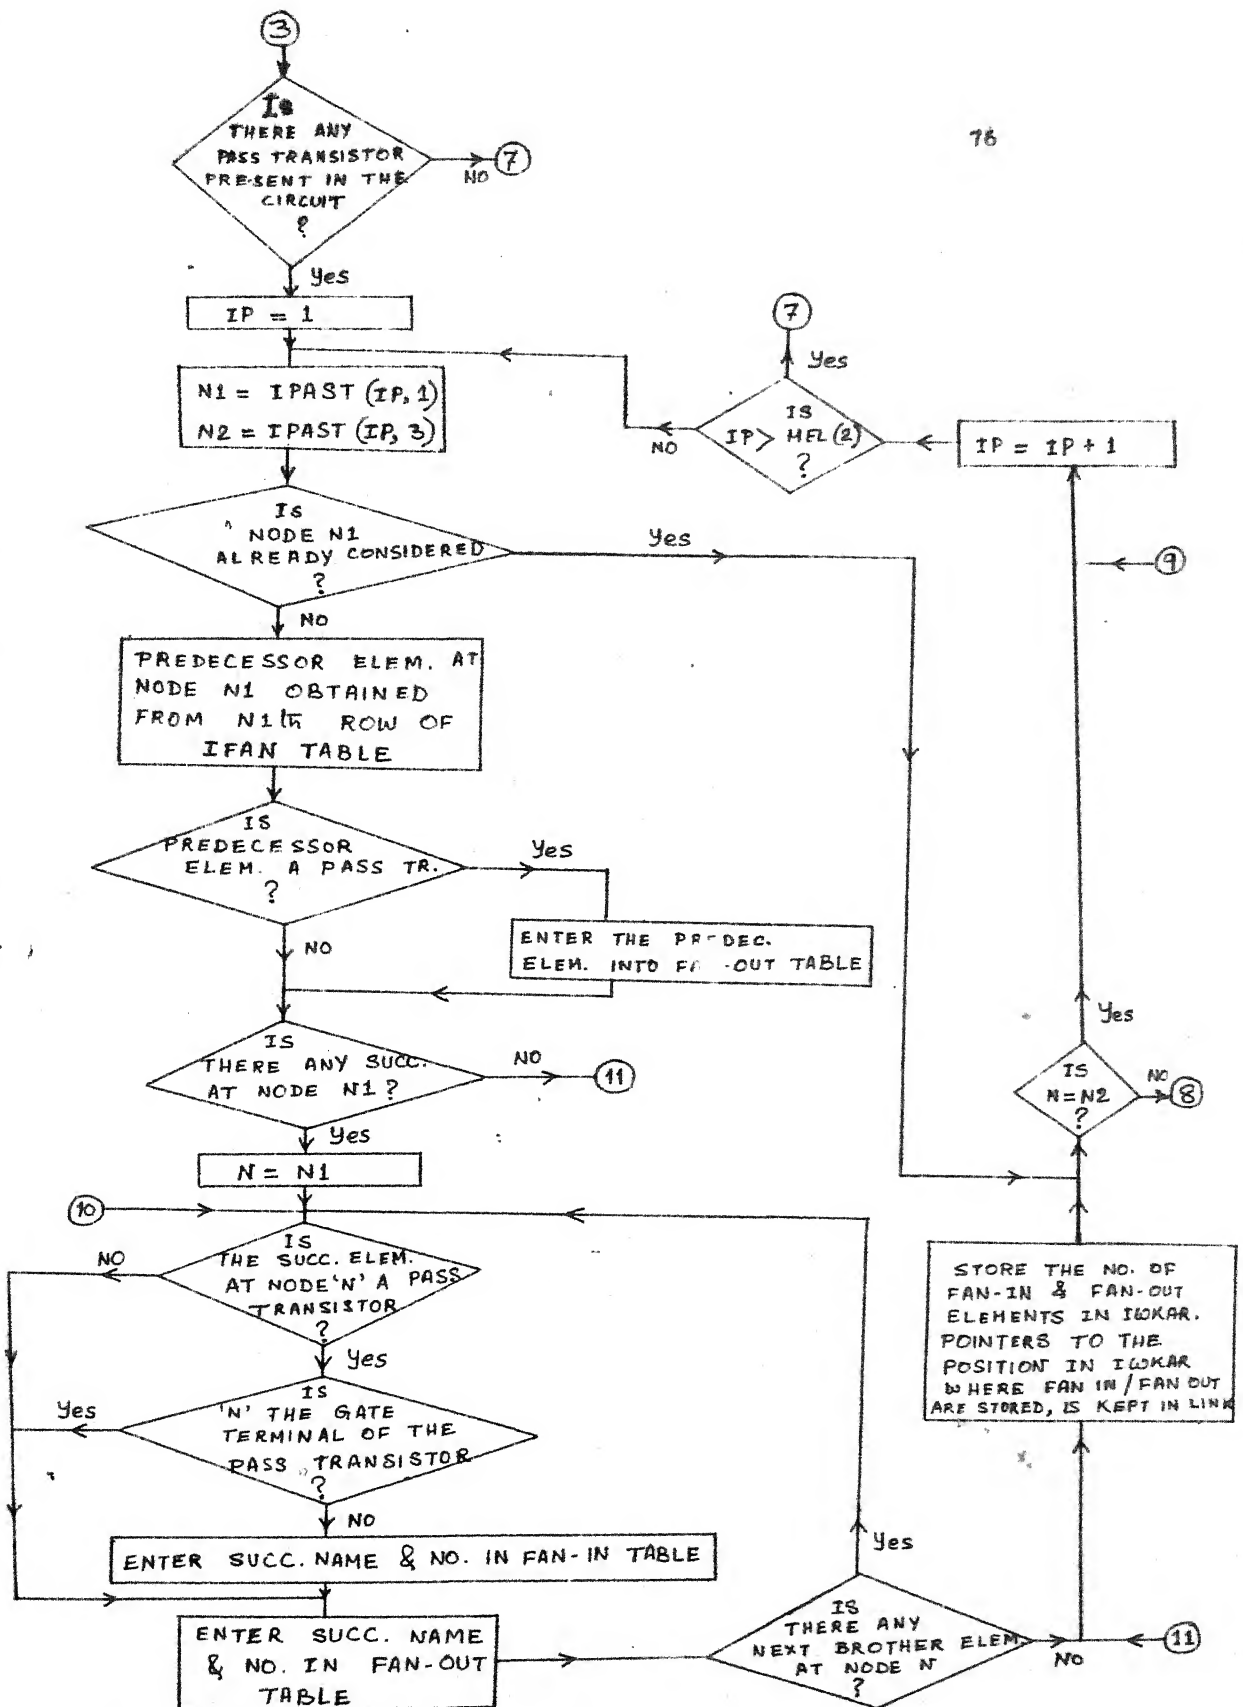 3
Is
THERE ANY
PASS TRANSISTOR
PRESENT IN THE
CIRCUIT
?
NO
7
78
Yes
IP = 1
7
Yes
N1 = IPAST (IP, 1)
N2 = IPAST (IP, 3)
IS
IP > MFL (2)
?
NO
IP = IP + 1
Is
NODE N1
ALREADY CONSIDERED
?
Yes
9
NO
PREDECESSOR ELEM. AT
NODE N1 OBTAINED
FROM N1th ROW OF
IFAN TABLE
IS
PREDECESSOR
ELEM. A PASS TR.
?
Yes
NO
ENTER THE PREDEC.
ELEM. INTO FA -OUT TABLE
IS
THERE ANY SUCC.
AT NODE N1?
NO
11
Yes
IS
N=N2
?
NO
8
Yes
N = N1
10
IS
THE SUCC. ELEM.
AT NODE 'N' A PASS
TRANSISTOR
?
NO
Yes
STORE THE NO. OF
FAN-IN & FAN-OUT
ELEMENTS IN IWKAR.
POINTERS TO THE
POSITION IN IWKAR
WHERE FAN IN / FAN OUT
ARE STORED, IS KEPT IN LINK
IS
'N' THE GATE
TERMINAL OF THE
PASS TRANSISTOR
?
Yes
NO
ENTER SUCC. NAME & NO. IN FAN-IN TABLE
Yes
ENTER SUCC. NAME
& NO. IN FAN-OUT
TABLE
IS
THERE ANY
NEXT BROTHER ELEM.
AT NODE N
?
NO
11